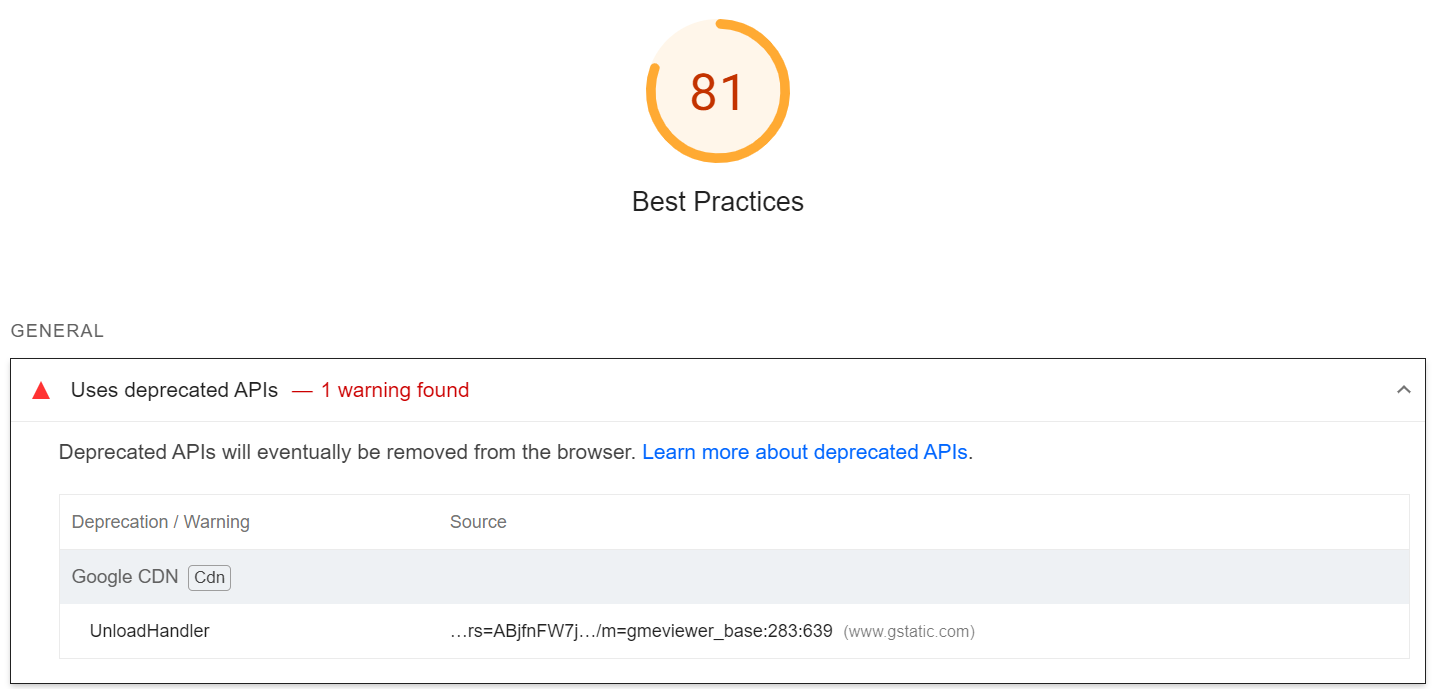 81
Best Practices
GENERAL
Uses deprecated APIs — 1 warning found
Deprecated APIs will eventually be removed from the browser. Learn more about deprecated APIs.
Deprecation / Warning Source
Google CDN Cdn
UnloadHandler …rs=ABjfnFW7j…/m=gmeviewer_base:283:639 (www.gstatic.com)